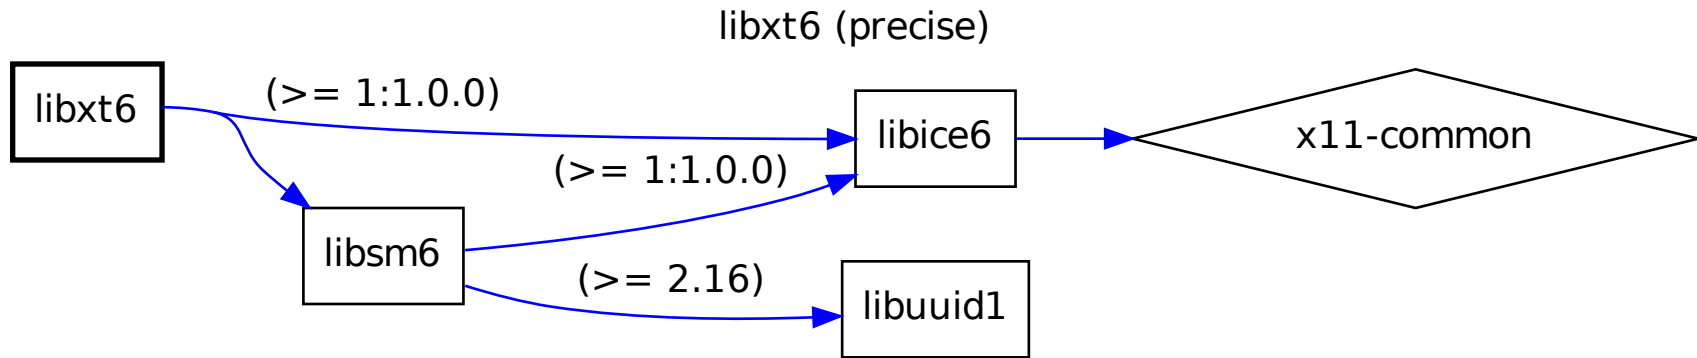 libxt6 (precise)
libxt6
(>= 1:1.0.0)
libice6
x11-common
(>= 1:1.0.0)
libsm6
(>= 2.16)
libuuid1